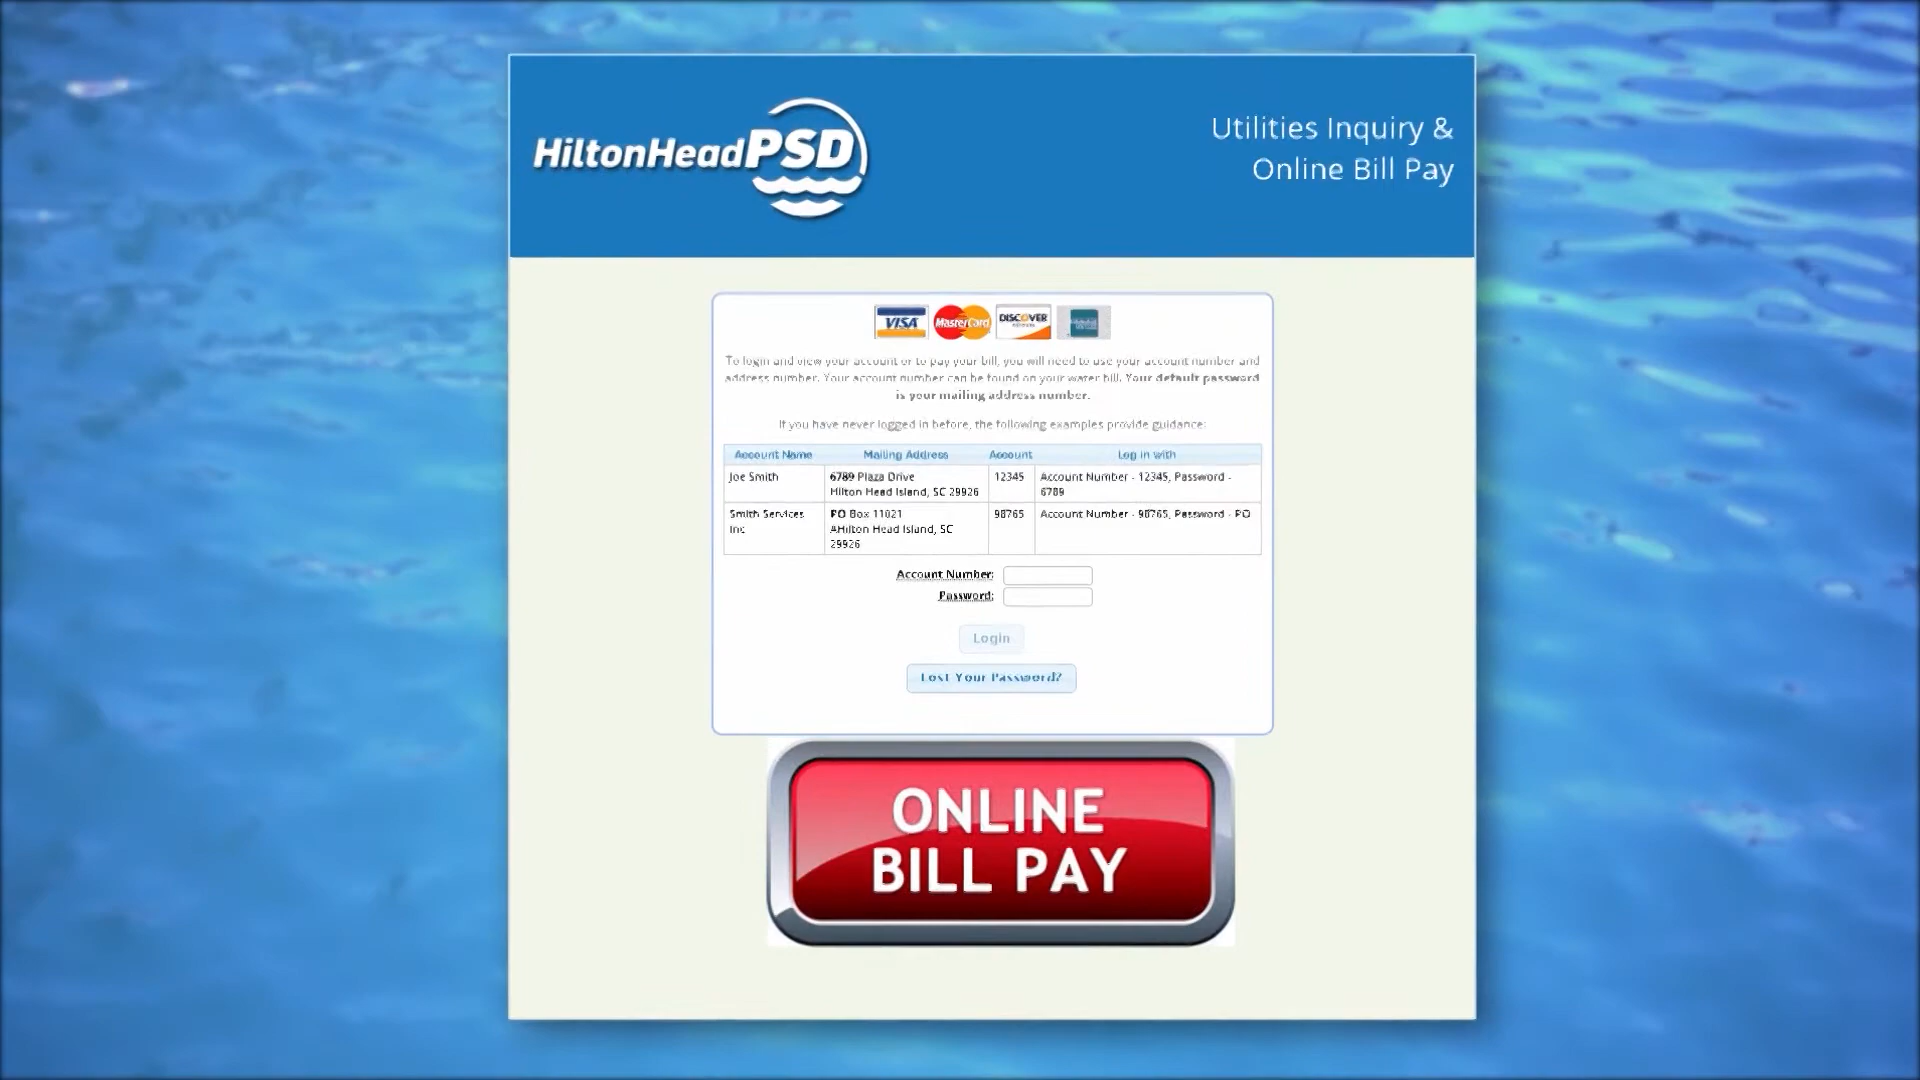 HiltonHeadPSD
Utilities Inquiry &
Online Bill Pay
VISA MasterCard DISCOVER
To login and view your account or to pay your bill, you will need to use your account number and
address number. Your account number can be found on your water bill. Your default password
is your mailing address number.
If you have never logged in before, the following examples provide guidance:
Account Name Mailing Address Account Log in with
Joe Smith 6789 Plaza Drive 12345 Account Number - 12345, Password -
Hilton Head Island, SC 29926 6789
Smith Services PO Box 11021 98765 Account Number - 98765, Password - PO
Inc AHilton Head Island, SC
29926
Account Number:
Password:
Login
Lost Your Password?
ONLINE
BILL PAY